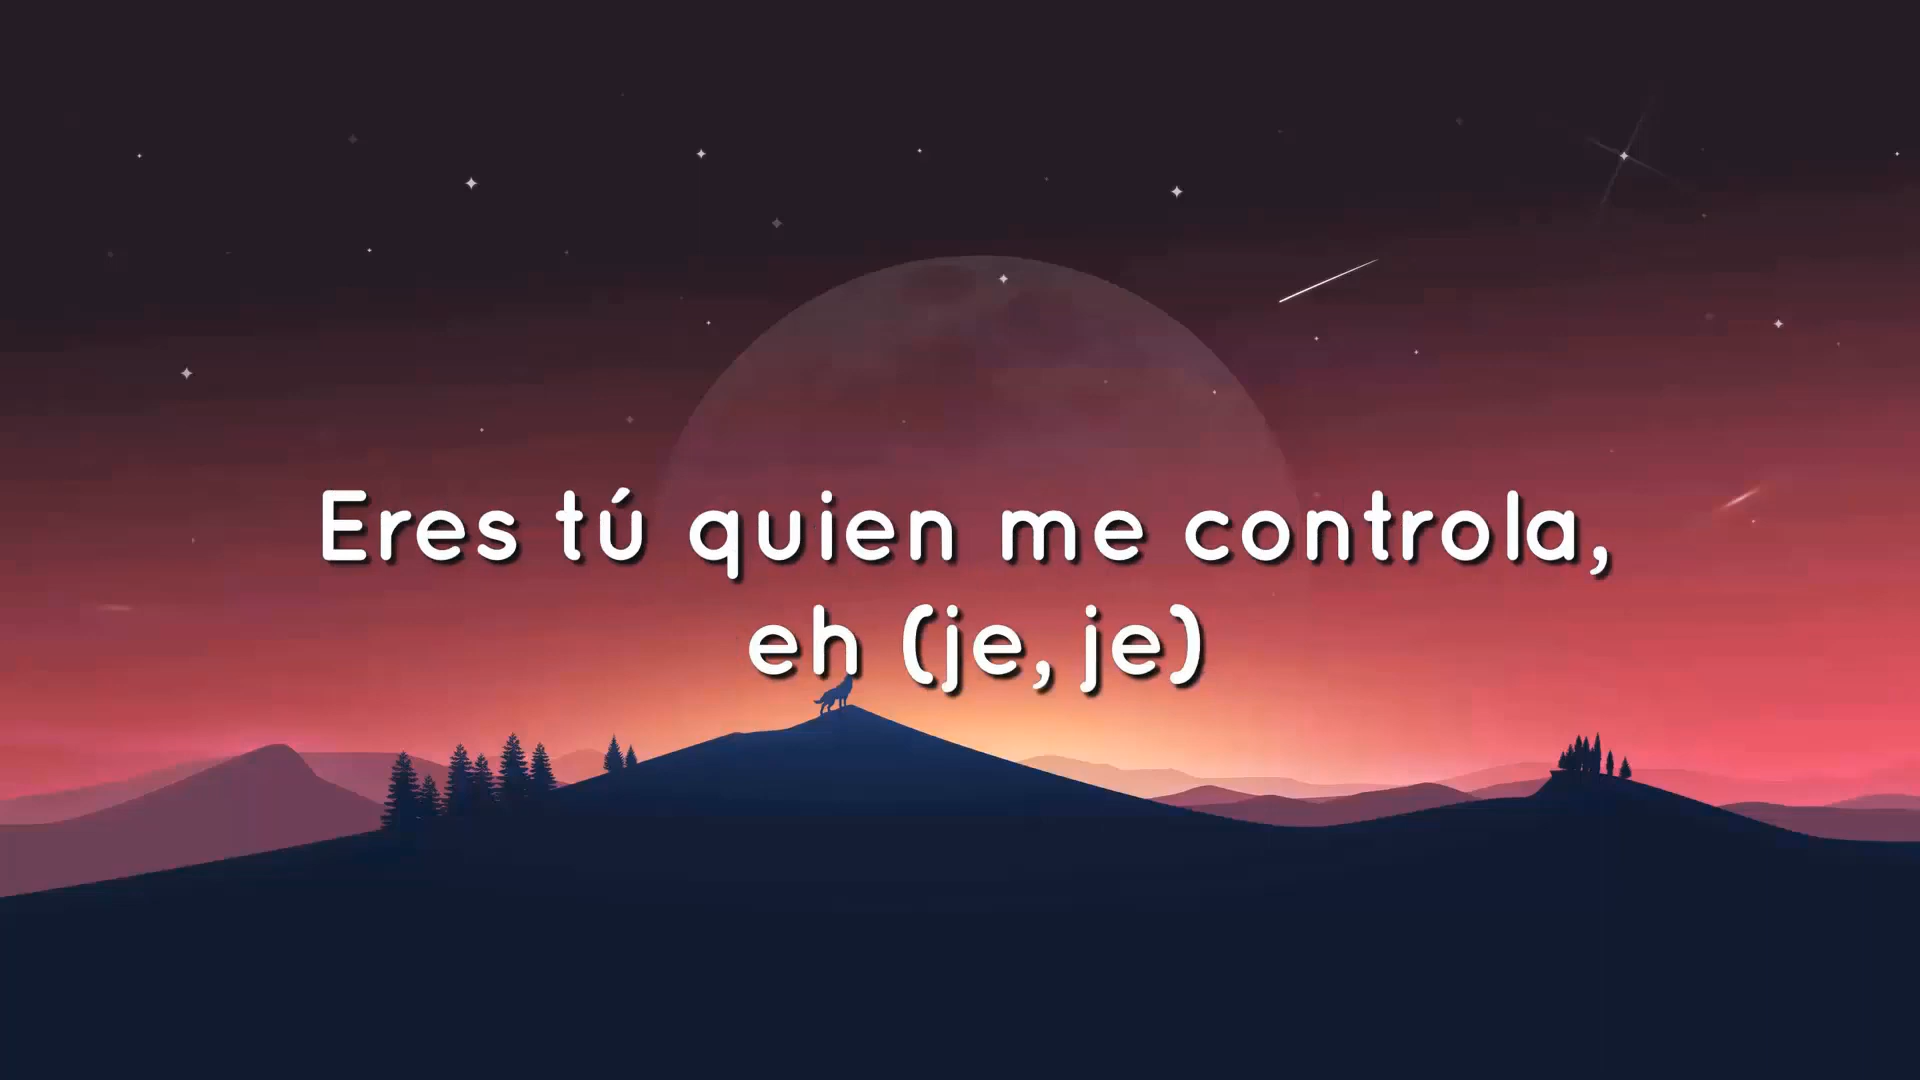 Eres tú quien me controla,
eh (je, je)